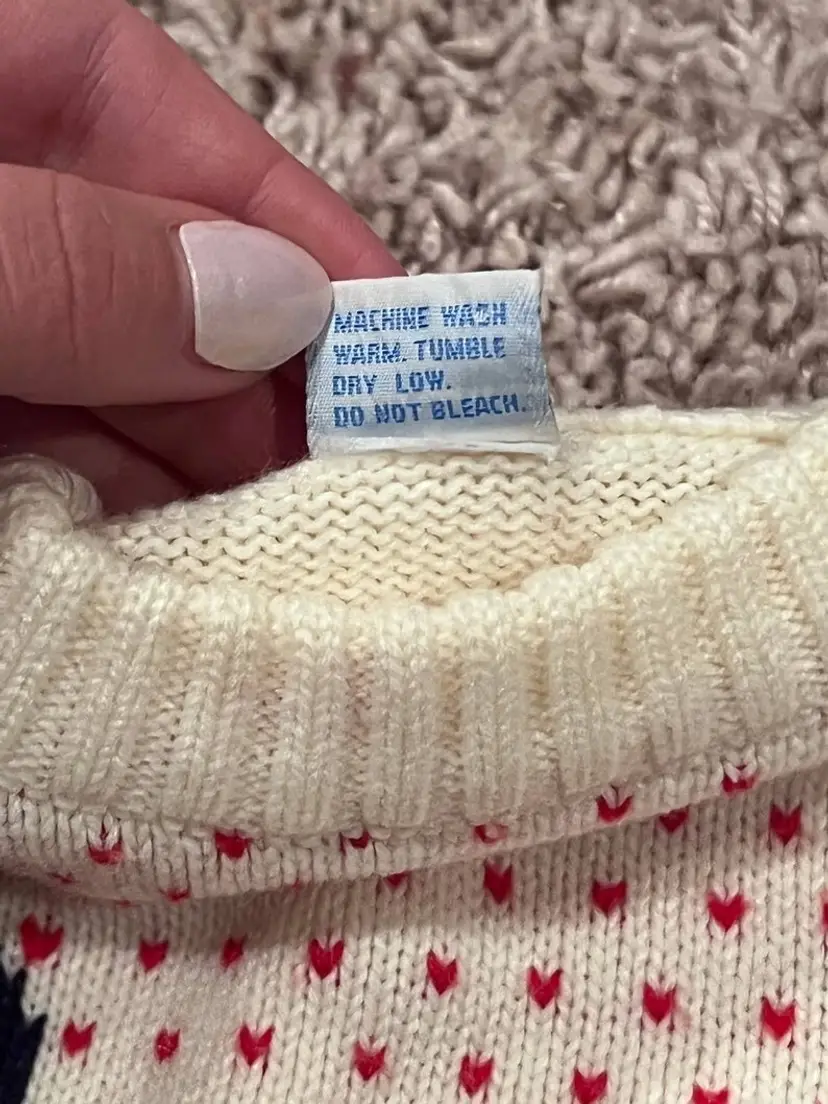 MACHINE WASH
WARM. TUMBLE
DRY LOW.
DO NOT BLEACH.